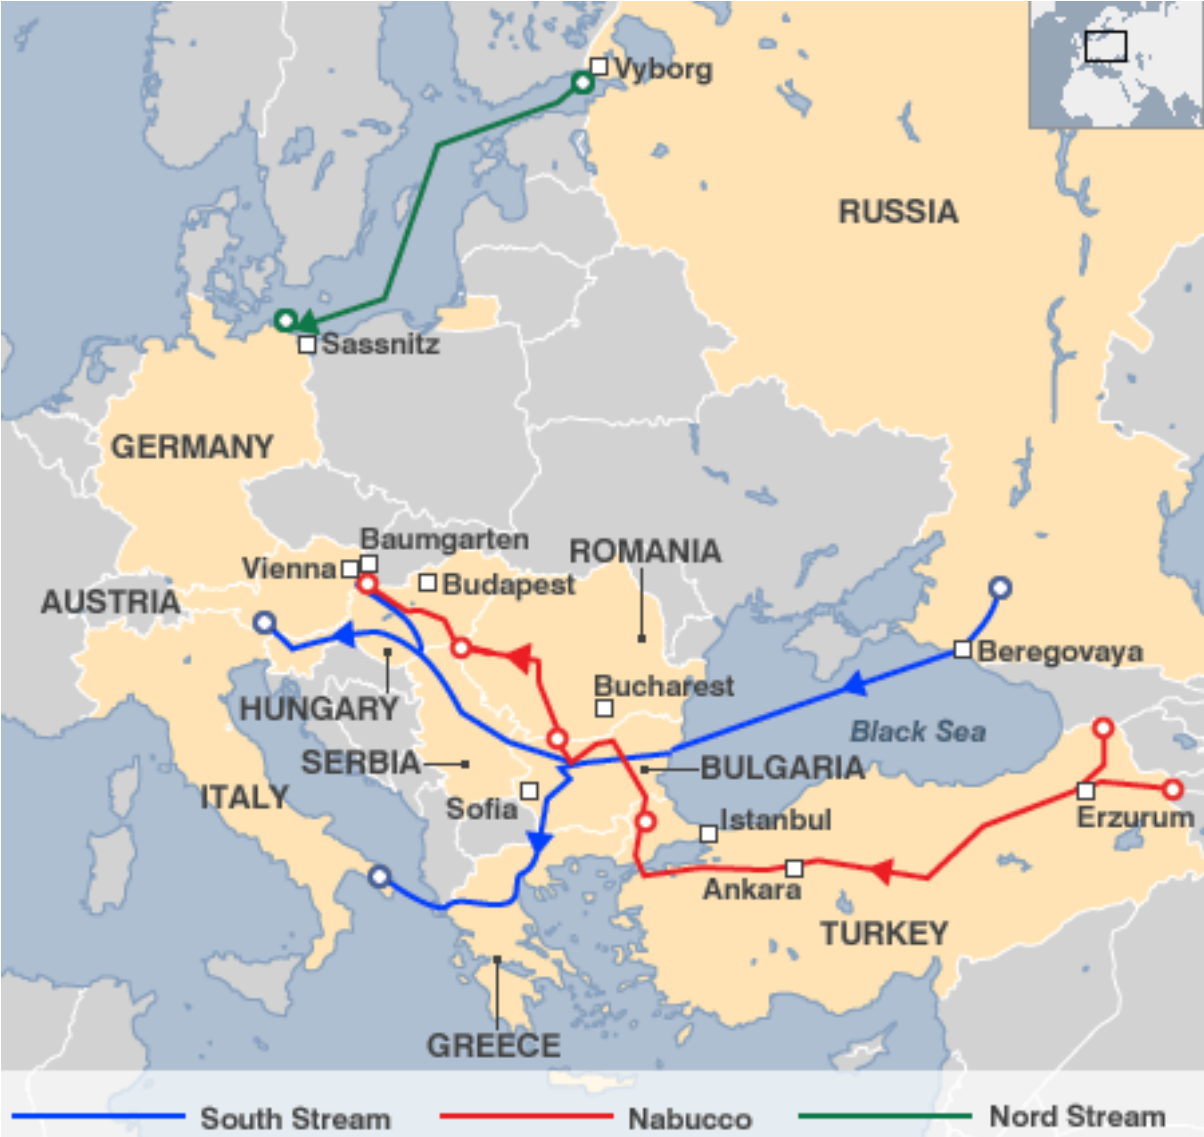 Vyborg
RUSSIA
Sassnitz
GERMANY
Baumgarten
ROMANIA
Vienna
Budapest
AUSTRIA
Beregovaya
Bucharest
HUNGARY
Black Sea
SERBIA
BULGARIA
ITALY
Sofia
Istanbul
Erzurum
Ankara
TURKEY
GREECE
South Stream
Nabucco
Nord Stream